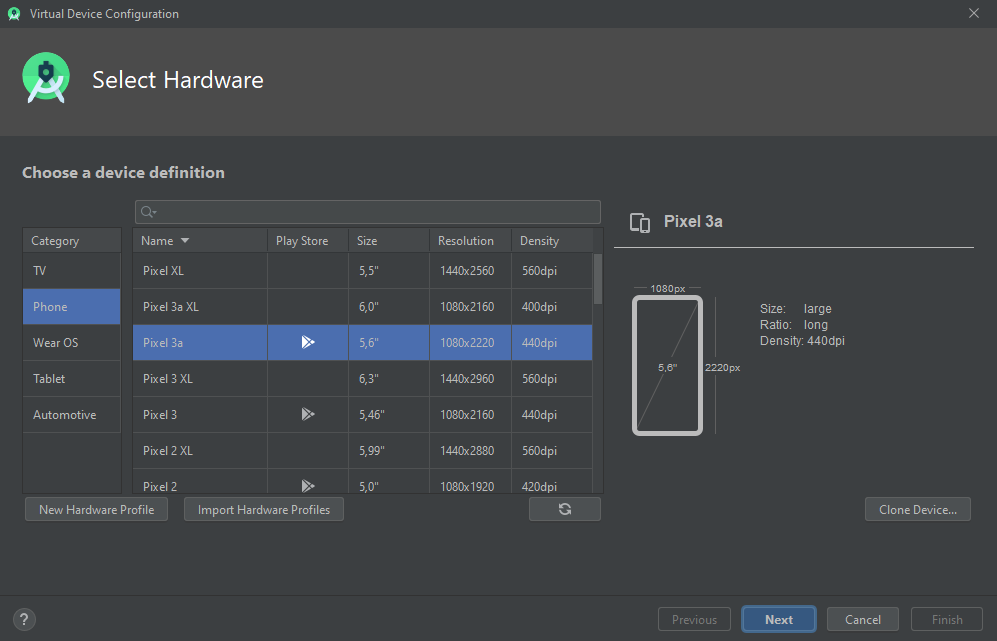 Virtual Device Configuration
Select Hardware
Choose a device definition
Category
TV
Phone
Wear OS
Tablet
Automotive
Name Play Store Size Resolution Density
Pixel XL 5,5" 1440x2560 560dpi
Pixel 3a XL 6,0" 1080x2160 400dpi
Pixel 3a 5,6" 1080x2220 440dpi
Pixel 3 XL 6,3" 1440x2960 560dpi
Pixel 3 5,46" 1080x2160 440dpi
Pixel 2 XL 5,99" 1440x2880 560dpi
Pixel 2 5,0" 1080x1920 420dpi
New Hardware Profile Import Hardware Profiles
Pixel 3a
1080px
5,6"
2220px
Size: large
Ratio: long
Density: 440dpi
Clone Device...
? Previous Next Cancel Finish